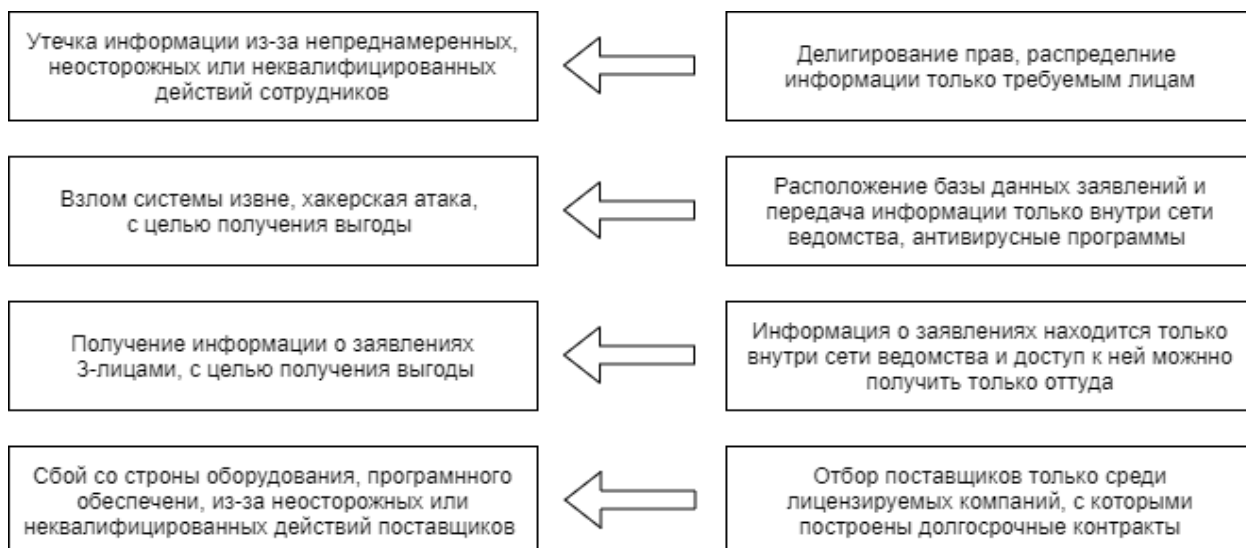 Утечка информации из-за непреднамеренных,
неосторожных или неквалифицированных
действий сотрудников
Делигирование прав, распределние
информации только требуемым лицам
Взлом системы извне, хакерская атака,
с целью получения выгоды
Расположение базы данных заявлений и
передача информации только внутри сети
ведомства, антивирусные программы
Получение информации о заявлениях
3-лицами, с целью получения выгоды
Информация о заявлениях находится только
внутри сети ведомства и доступ к ней можнно
получить только оттуда
Сбой со строны оборудования, програмнного
обеспечени, из-за неосторожных или
неквалифицированных действий поставщиков
Отбор поставщиков только среди
лицензируемых компаний, с которыми
построены долгосрочные контракты